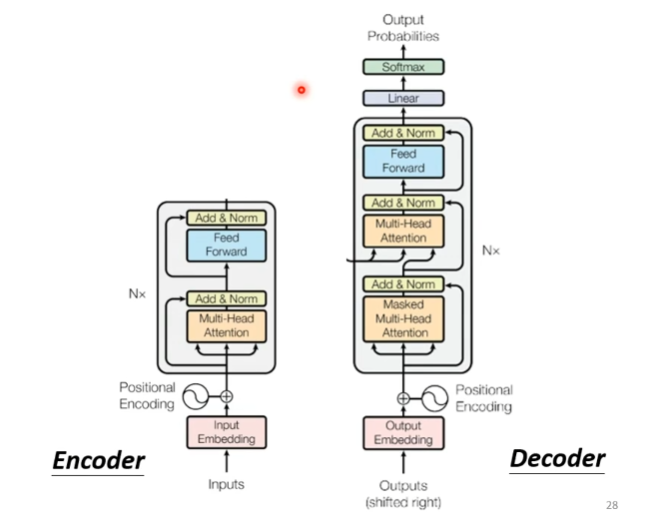 Output
Probabilities
Softmax
Linear
Add & Norm
Feed
Forward
Add & Norm
Multi-Head
Attention
Nx
Add & Norm
Masked
Multi-Head
Attention
Positional
Encoding
Output
Embedding
Outputs
(shifted right)
Decoder
Add & Norm
Feed
Forward
Nx
Add & Norm
Multi-Head
Attention
Positional
Encoding
Input
Embedding
Inputs
Encoder
28